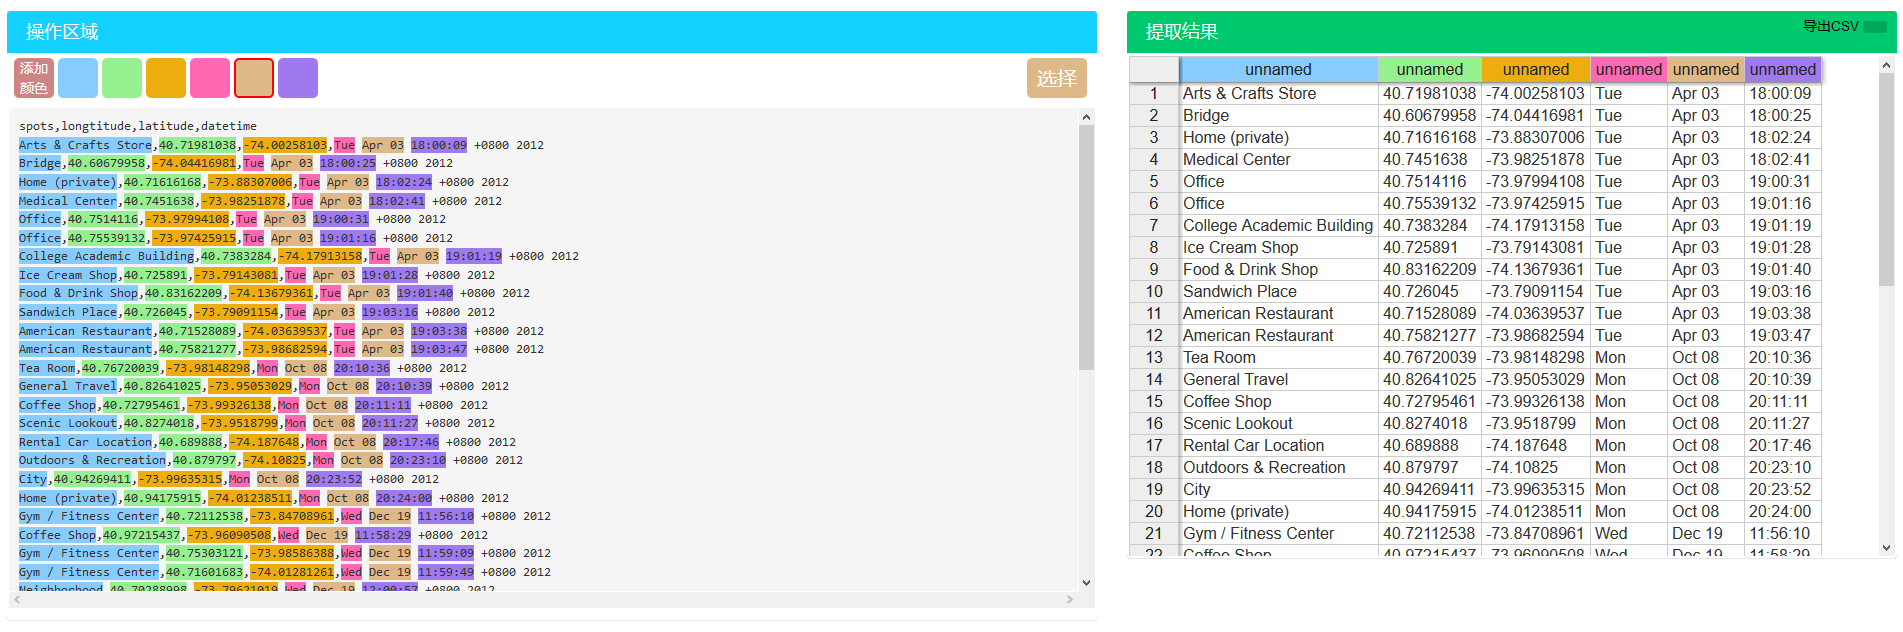 操作区域
添加
颜色
选择
spots,longtitude,latitude,datetime
Arts & Crafts Store,40.71981038,-74.00258103,Tue Apr 03 18:00:09 +0800 2012
Bridge,40.60679958,-74.04416981,Tue Apr 03 18:00:25 +0800 2012
Home (private),40.71616168,-73.88307006,Tue Apr 03 18:02:24 +0800 2012
Medical Center,40.7451638,-73.98251878,Tue Apr 03 18:02:41 +0800 2012
Office,40.7514116,-73.97994108,Tue Apr 03 19:00:31 +0800 2012
Office,40.75539132,-73.97425915,Tue Apr 03 19:01:16 +0800 2012
College Academic Building,40.7383284,-74.17913158,Tue Apr 03 19:01:19 +0800 2012
Ice Cream Shop,40.725891,-73.79143081,Tue Apr 03 19:01:28 +0800 2012
Food & Drink Shop,40.83162209,-74.13679361,Tue Apr 03 19:01:40 +0800 2012
Sandwich Place,40.726045,-73.79091154,Tue Apr 03 19:03:16 +0800 2012
American Restaurant,40.71528089,-74.03639537,Tue Apr 03 19:03:38 +0800 2012
American Restaurant,40.75821277,-73.98682594,Tue Apr 03 19:03:47 +0800 2012
Tea Room,40.76720039,-73.98148298,Mon Oct 08 20:10:36 +0800 2012
General Travel,40.82641025,-73.95053029,Mon Oct 08 20:10:39 +0800 2012
Coffee Shop,40.72795461,-73.99326138,Mon Oct 08 20:11:11 +0800 2012
Scenic Lookout,40.8274018,-73.9518799,Mon Oct 08 20:11:27 +0800 2012
Rental Car Location,40.689888,-74.187648,Mon Oct 08 20:17:46 +0800 2012
Outdoors & Recreation,40.879797,-74.10825,Mon Oct 08 20:23:10 +0800 2012
City,40.94269411,-73.99635315,Mon Oct 08 20:23:52 +0800 2012
Home (private),40.94175915,-74.01238511,Mon Oct 08 20:24:00 +0800 2012
Gym / Fitness Center,40.72112538,-73.84708961,Wed Dec 19 11:56:10 +0800 2012
Coffee Shop,40.97215437,-73.96090508,Wed Dec 19 11:58:29 +0800 2012
Gym / Fitness Center,40.75303121,-73.98586388,Wed Dec 19 11:59:09 +0800 2012
Gym / Fitness Center,40.71601683,-74.01281261,Wed Dec 19 11:59:49 +0800 2012
Neighborhood,40.70288998,-73.79621019,Wed Dec 19 12:00:57 +0800 2012
提取结果
导出CSV
unnamed unnamed unnamed unnamed unnamed unnamed
1 Arts & Crafts Store 40.71981038 -74.00258103 Tue Apr 03 18:00:09
2 Bridge 40.60679958 -74.04416981 Tue Apr 03 18:00:25
3 Home (private) 40.71616168 -73.88307006 Tue Apr 03 18:02:24
4 Medical Center 40.7451638 -73.98251878 Tue Apr 03 18:02:41
5 Office 40.7514116 -73.97994108 Tue Apr 03 19:00:31
6 Office 40.75539132 -73.97425915 Tue Apr 03 19:01:16
7 College Academic Building 40.7383284 -74.17913158 Tue Apr 03 19:01:19
8 Ice Cream Shop 40.725891 -73.79143081 Tue Apr 03 19:01:28
9 Food & Drink Shop 40.83162209 -74.13679361 Tue Apr 03 19:01:40
10 Sandwich Place 40.726045 -73.79091154 Tue Apr 03 19:03:16
11 American Restaurant 40.71528089 -74.03639537 Tue Apr 03 19:03:38
12 American Restaurant 40.75821277 -73.98682594 Tue Apr 03 19:03:47
13 Tea Room 40.76720039 -73.98148298 Mon Oct 08 20:10:36
14 General Travel 40.82641025 -73.95053029 Mon Oct 08 20:10:39
15 Coffee Shop 40.72795461 -73.99326138 Mon Oct 08 20:11:11
16 Scenic Lookout 40.8274018 -73.9518799 Mon Oct 08 20:11:27
17 Rental Car Location 40.689888 -74.187648 Mon Oct 08 20:17:46
18 Outdoors & Recreation 40.879797 -74.10825 Mon Oct 08 20:23:10
19 City 40.94269411 -73.99635315 Mon Oct 08 20:23:52
20 Home (private) 40.94175915 -74.01238511 Mon Oct 08 20:24:00
21 Gym / Fitness Center 40.72112538 -73.84708961 Wed Dec 19 11:56:10
22 Coffee Shop 40.97215437 -73.96090508 Wed Dec 19 11:58:29